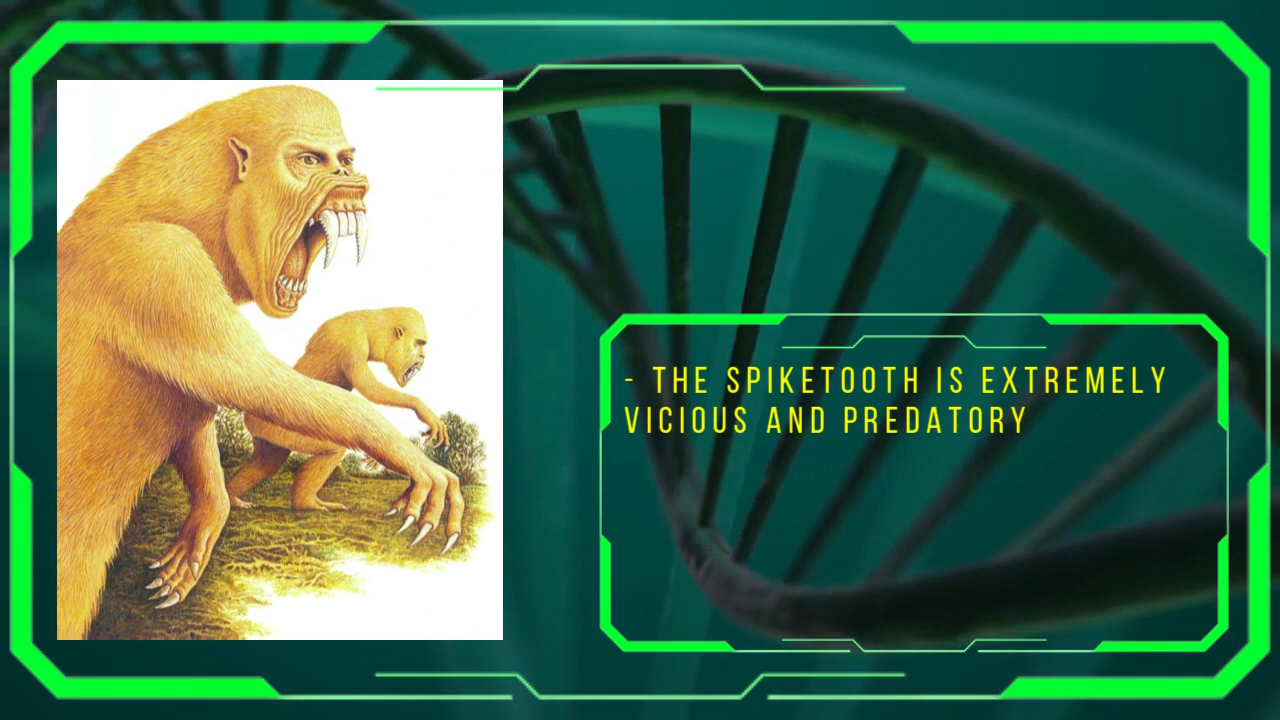 - THE SPIKETOOTH IS EXTREMELY
VICIOUS AND PREDATORY